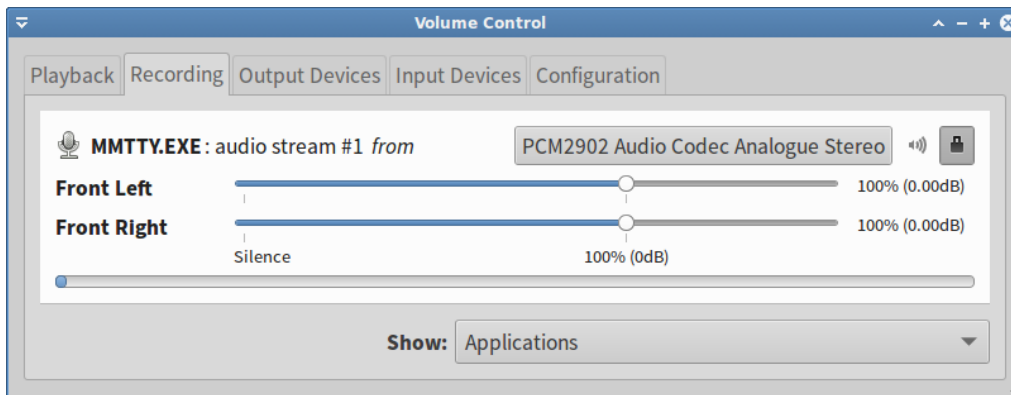 Volume Control
Playback Recording Output Devices Input Devices Configuration
MMTTY.EXE : audio stream #1 from PCM2902 Audio Codec Analogue Stereo
Front Left 100% (0.00dB)
Front Right 100% (0.00dB)
Silence 100% (0dB)
Show: Applications